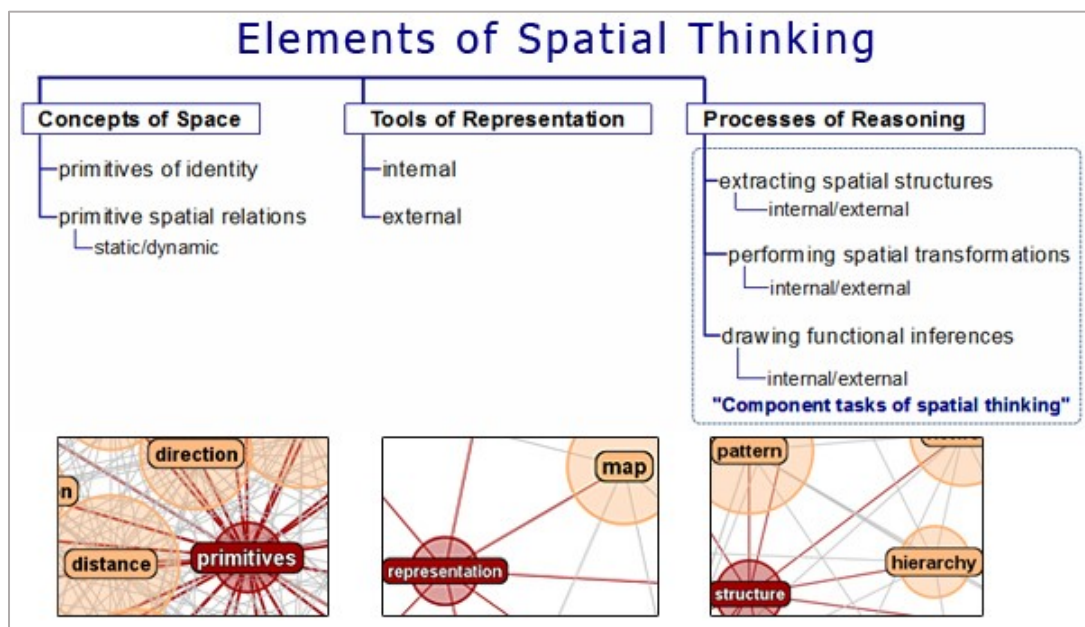 Elements of Spatial Thinking
Concepts of Space
primitives of identity
primitive spatial relations
static/dynamic
Tools of Representation
internal
external
Processes of Reasoning
extracting spatial structures
internal/external
performing spatial transformations
internal/external
drawing functional inferences
internal/external
"Component tasks of spatial thinking"
direction
on
distance
primitives
map
representation
pattern
hierarchy
structure